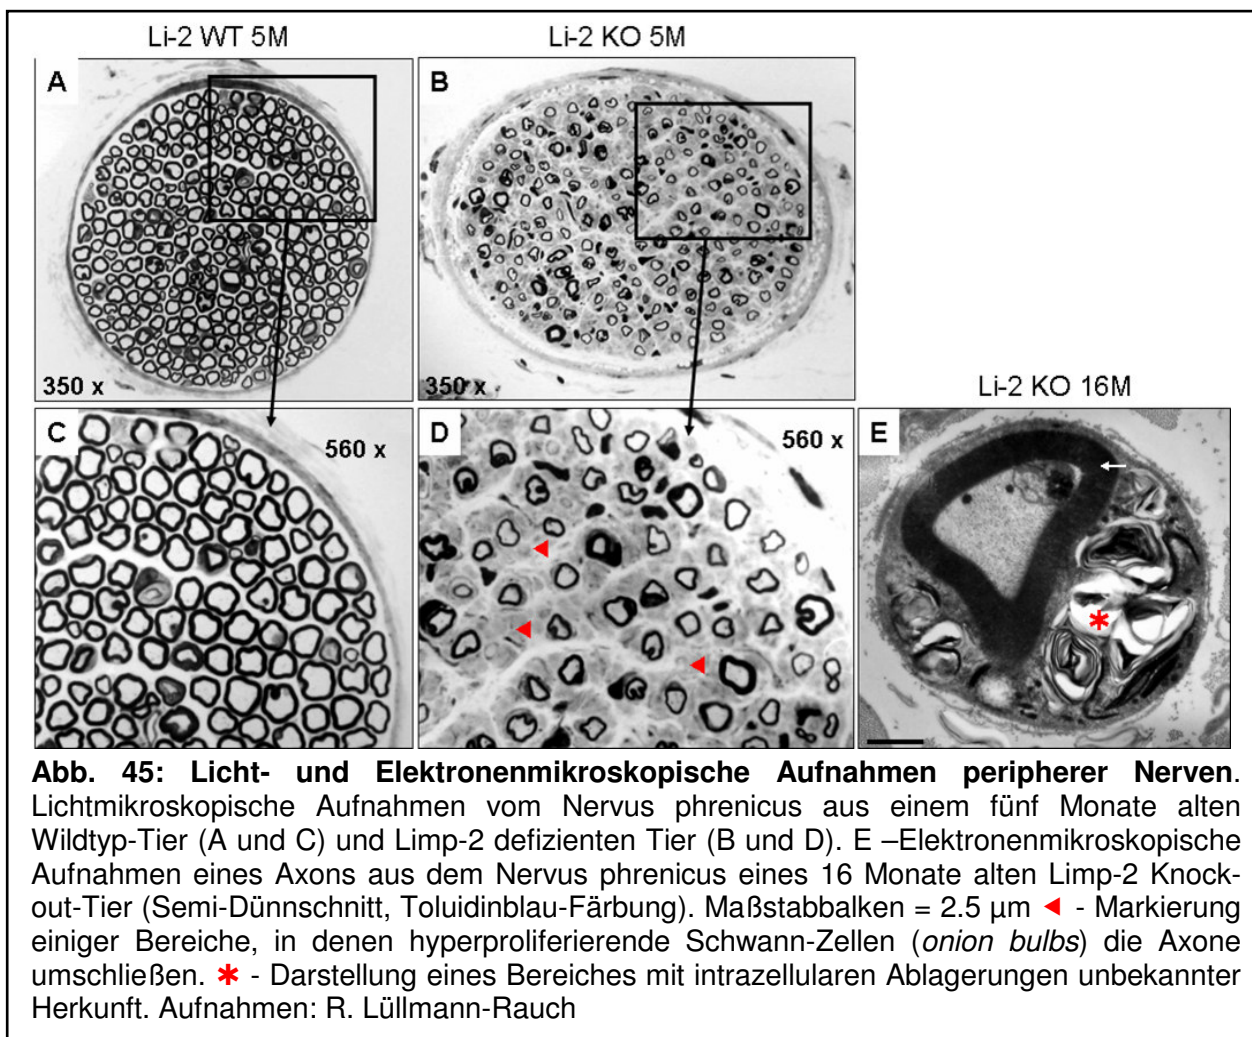 Li-2 WT 5M
Li-2 KO 5M
A
B
350 x
350 x
Li-2 KO 16M
C
560 x
D
560 x
E
Abb. 45: Licht- und Elektronenmikroskopische Aufnahmen peripherer Nerven.
Lichtmikroskopische Aufnahmen vom Nervus phrenicus aus einem fünf Monate alten
Wildtyp-Tier (A und C) und Limp-2 defizienten Tier (B und D). E –Elektronenmikroskopische
Aufnahmen eines Axons aus dem Nervus phrenicus eines 16 Monate alten Limp-2 Knock-
out-Tier (Semi-Dünnschnitt, Toluidinblau-Färbung). Maßstabbalken = 2.5 µm ◄ - Markierung
einiger Bereiche, in denen hyperproliferierende Schwann-Zellen (onion bulbs) die Axone
umschließen. * - Darstellung eines Bereiches mit intrazellularen Ablagerungen unbekannter
Herkunft. Aufnahmen: R. Lüllmann-Rauch